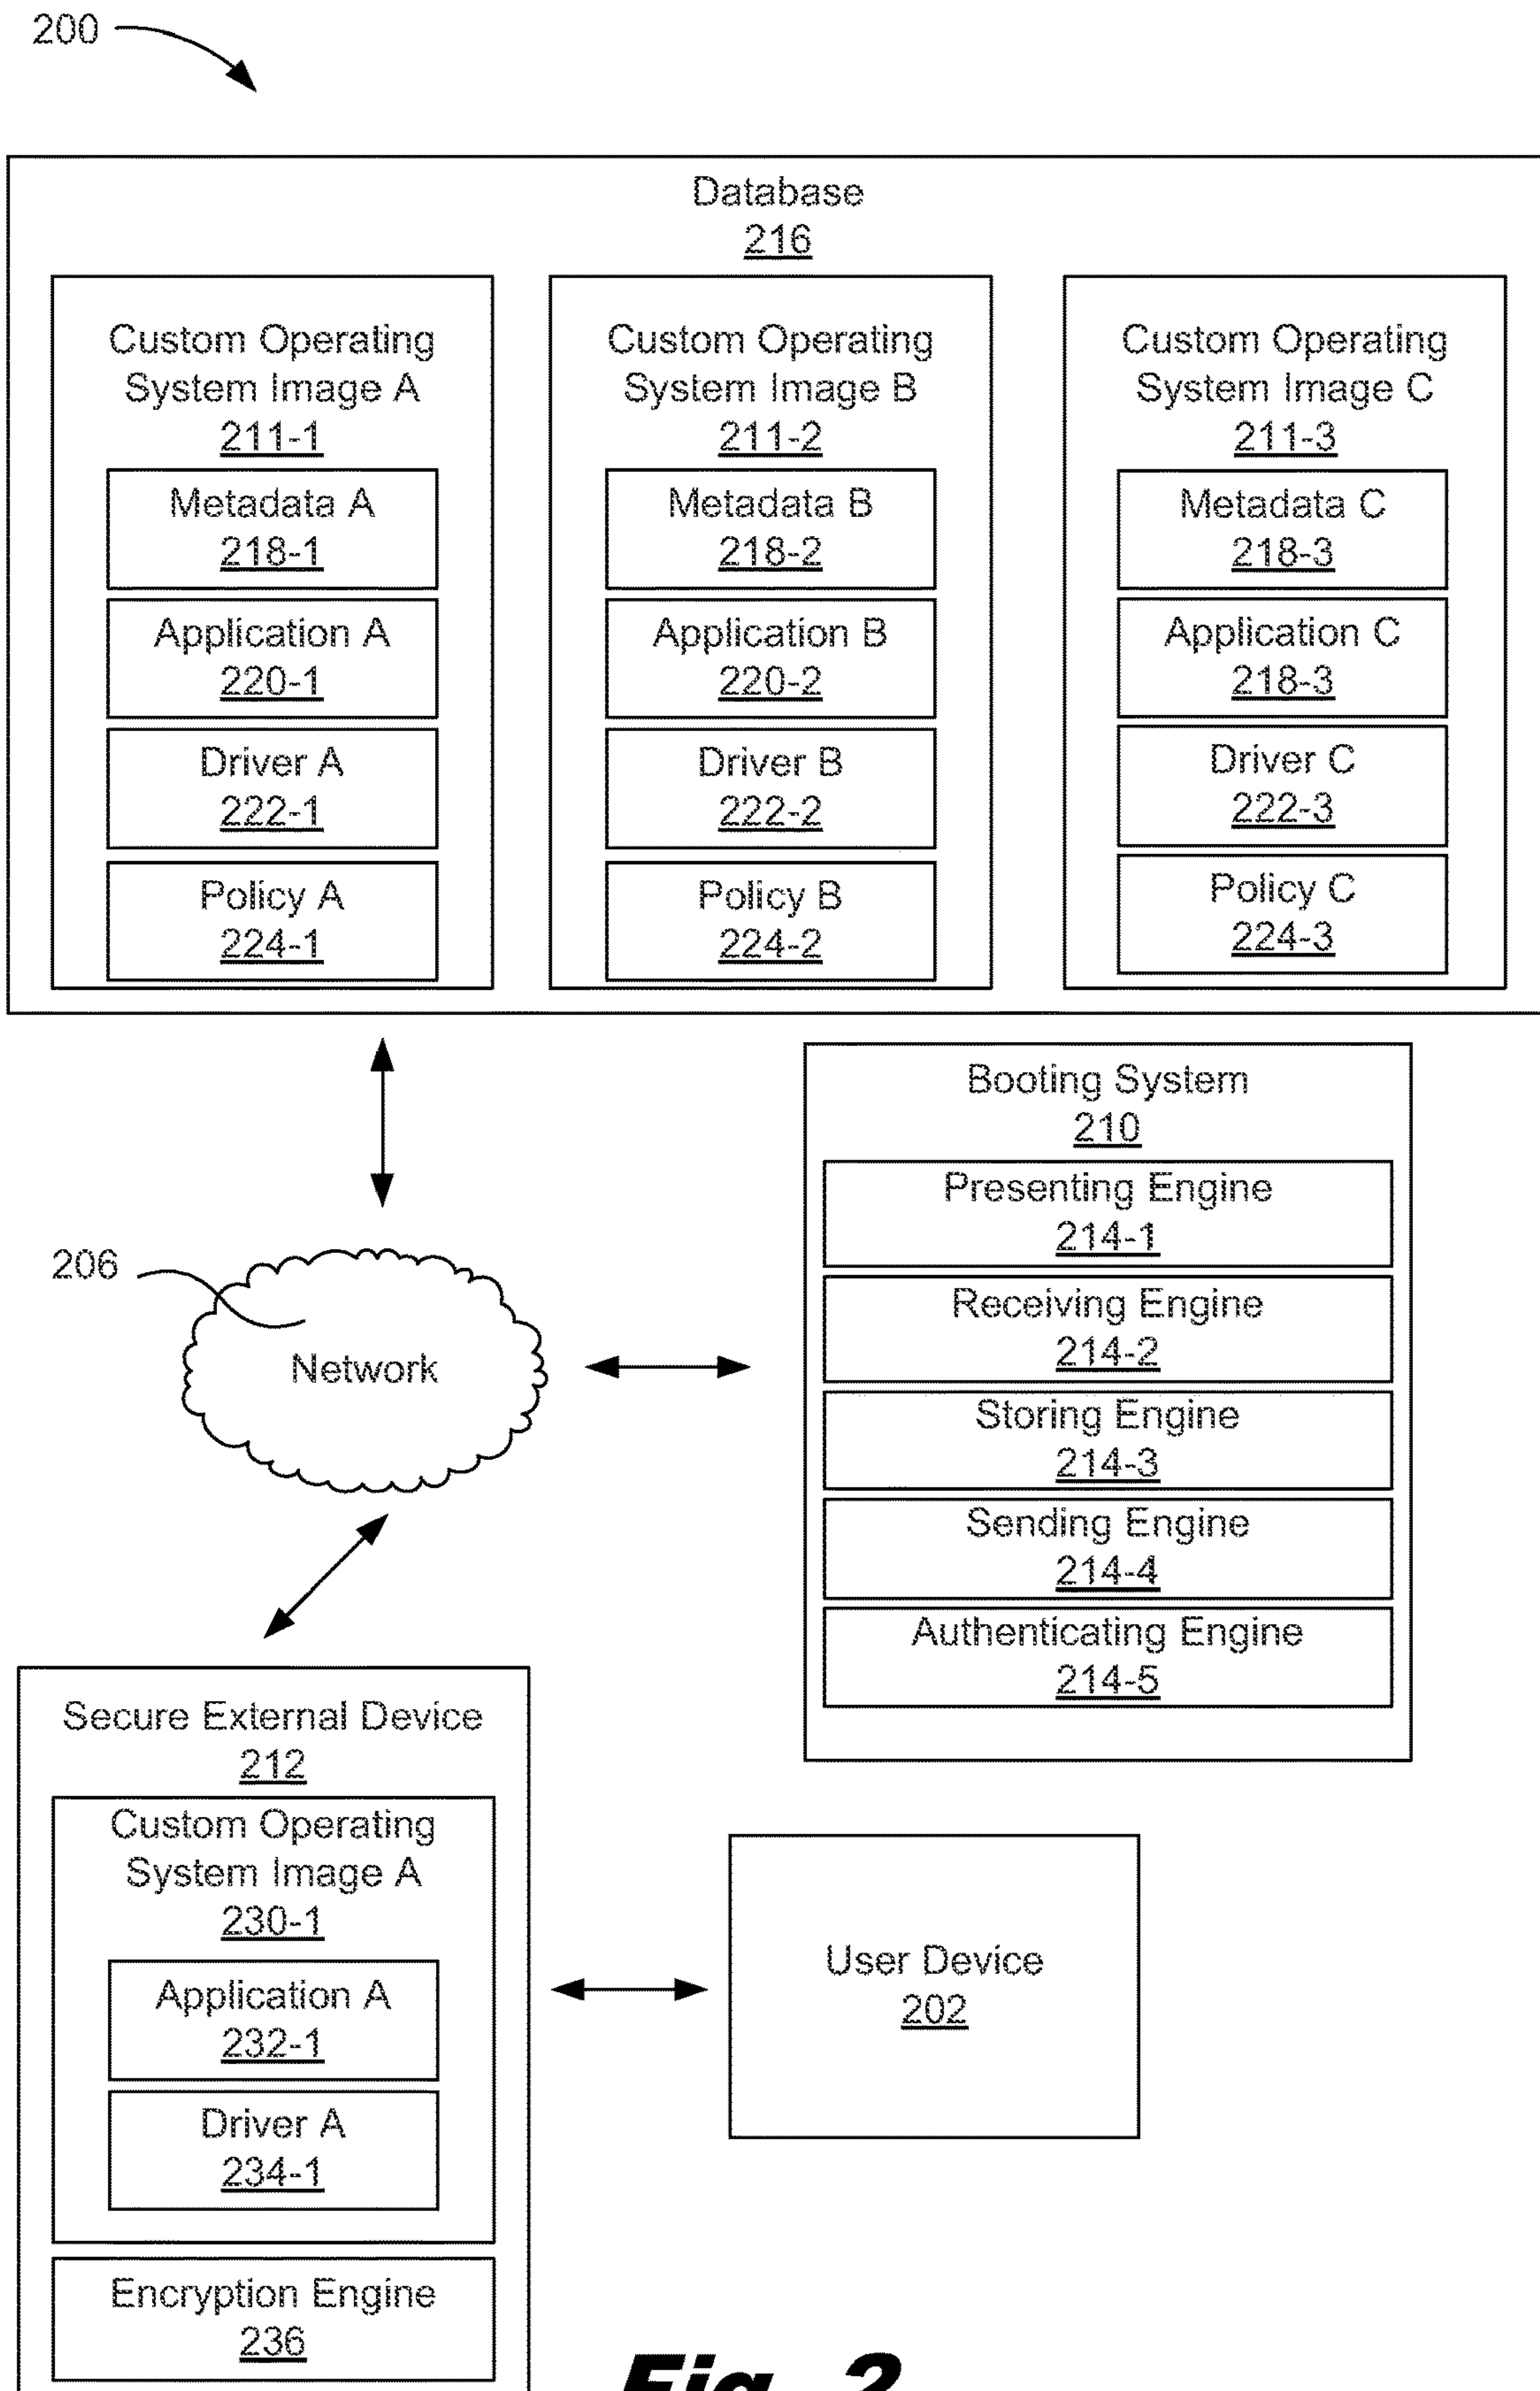 200
Database
216
Custom Operating
System Image A
211-1
Metadata A
218-1
Application A
220-1
Driver A
222-1
Policy A
224-1
Custom Operating
System Image B
211-2
Metadata B
218-2
Application B
220-2
Driver B
222-2
Policy B
224-2
Custom Operating
System Image C
211-3
Metadata C
218-3
Application C
218-3
Driver C
222-3
Policy C
224-3
Booting System
210
Presenting Engine
214-1
Receiving Engine
214-2
Storing Engine
214-3
Sending Engine
214-4
Authenticating Engine
214-5
206
Network
Secure External Device
212
Custom Operating
System Image A
230-1
Application A
232-1
Driver A
234-1
Encryption Engine
236
User Device
202
Fig. 2